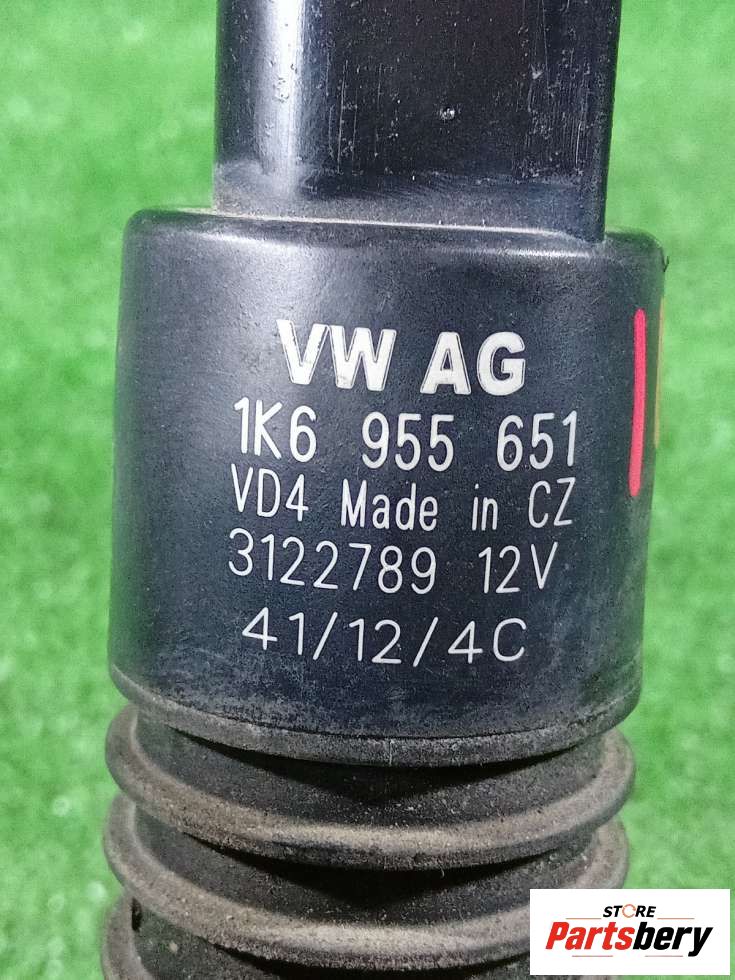 VW AG
1K6 955 651
VD4 Made in CZ
3122789 12V
41/12/4C
STORE
Partsbery